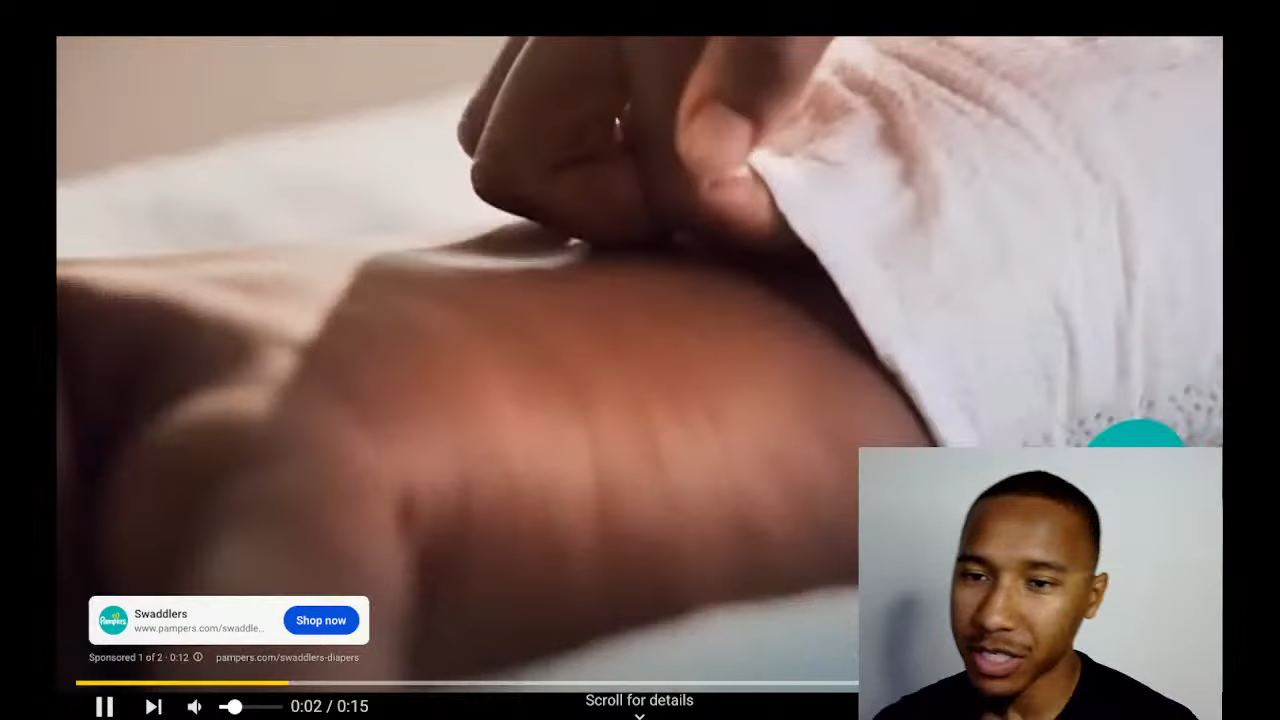 Pampers
Swaddlers
www.pampers.com/swaddle...
Shop now
Sponsored 1 of 2 · 0:12
pampers.com/swaddlers-diapers
0:02 / 0:15
Scroll for details